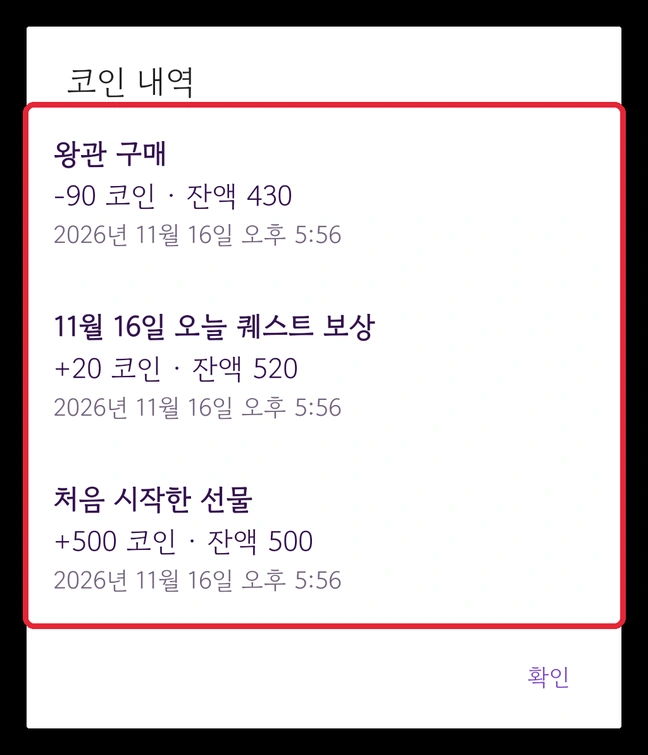 코인 내역
왕관 구매
-90 코인 · 잔액 430
2026년 11월 16일 오후 5:56
11월 16일 오늘 퀘스트 보상
+20 코인 · 잔액 520
2026년 11월 16일 오후 5:56
처음 시작한 선물
+500 코인 · 잔액 500
2026년 11월 16일 오후 5:56
확인